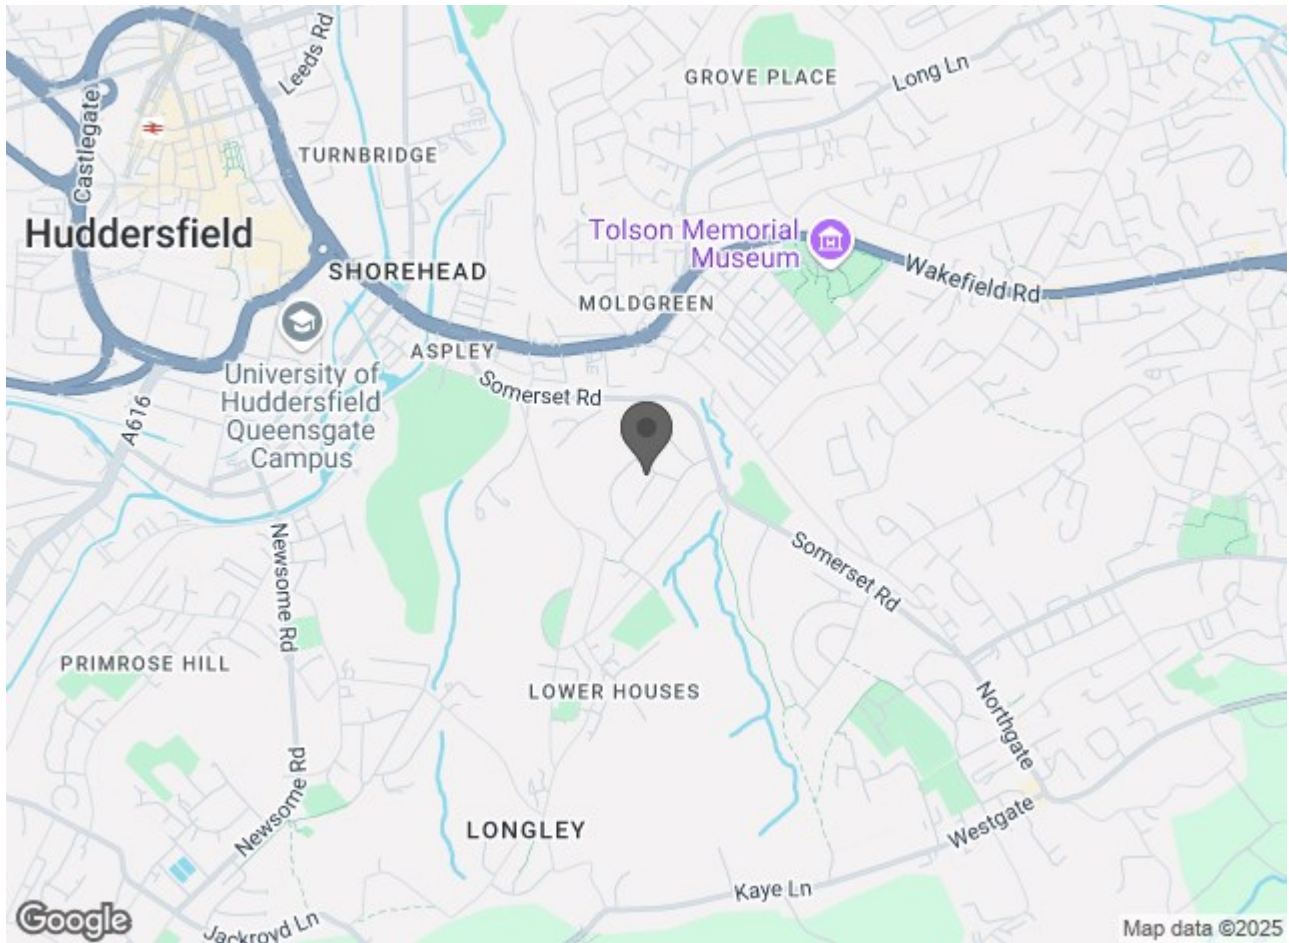 Leeds Rd
GROVE PLACE
Long Ln
Castlegate
TURNBRIDGE
Huddersfield
Tolson Memorial
Museum
SHOREHEAD
Wakefield Rd
MOLDGREEN
ASPLEY
University of
Huddersfield
Queensgate
Campus
Somerset Rd
A616
Newsome Rd
Somerset Rd
PRIMROSE HILL
LOWER HOUSES
Northgate
Newsome Rd
LONGLEY
Westgate
Kaye Ln
Jackroyd Ln
Google
Map data ©2025